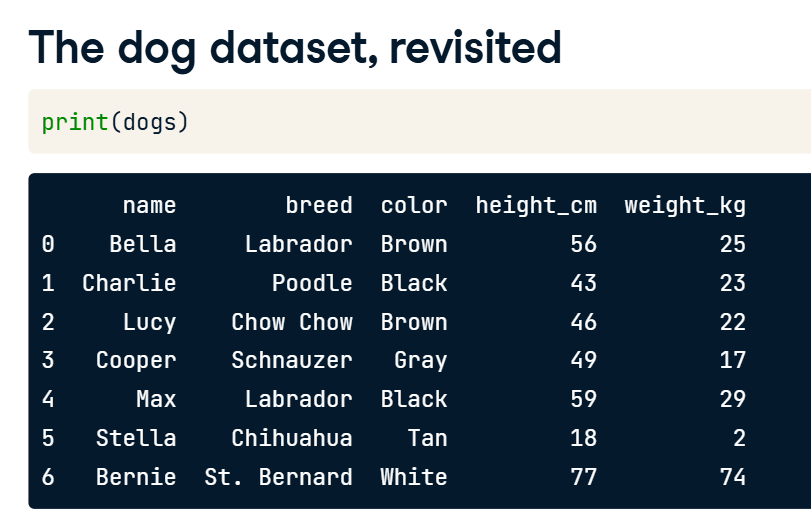 The dog dataset, revisited
print(dogs)
name breed color height_cm weight_kg
0 Bella Labrador Brown 56 25
1 Charlie Poodle Black 43 23
2 Lucy Chow Chow Brown 46 22
3 Cooper Schnauzer Gray 49 17
4 Max Labrador Black 59 29
5 Stella Chihuahua Tan 18 2
6 Bernie St. Bernard White 77 74